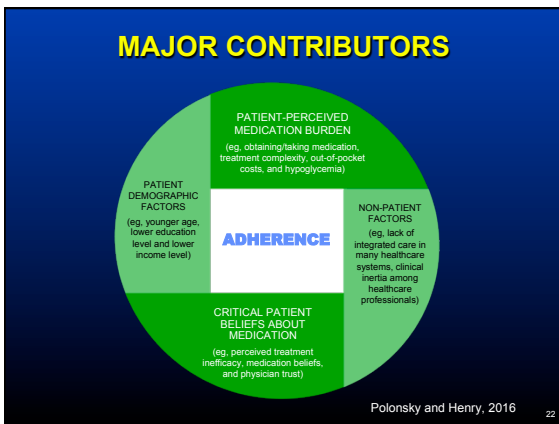 MAJOR CONTRIBUTORS
PATIENT-PERCEIVED
MEDICATION BURDEN
(eg, obtaining/taking medication,
treatment complexity, out-of-pocket
costs, and hypoglycemia)
PATIENT
DEMOGRAPHIC
FACTORS
(eg, younger age,
lower education
level and lower
income level)
ADHERENCE
NON-PATIENT
FACTORS
(eg, lack of
integrated care in
many healthcare
systems, clinical
inertia among
healthcare
professionals)
CRITICAL PATIENT
BELIEFS ABOUT
MEDICATION
(eg, perceived treatment
inefficacy, medication beliefs,
and physician trust)
Polonsky and Henry, 2016
22